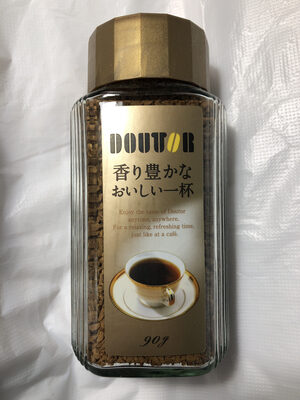 DOUTOR
香り豊かな
おいしい一杯
Enjoy the taste of Doutor
anytime, anywhere.
For a relaxing, refreshing time,
just like at a café.
90g